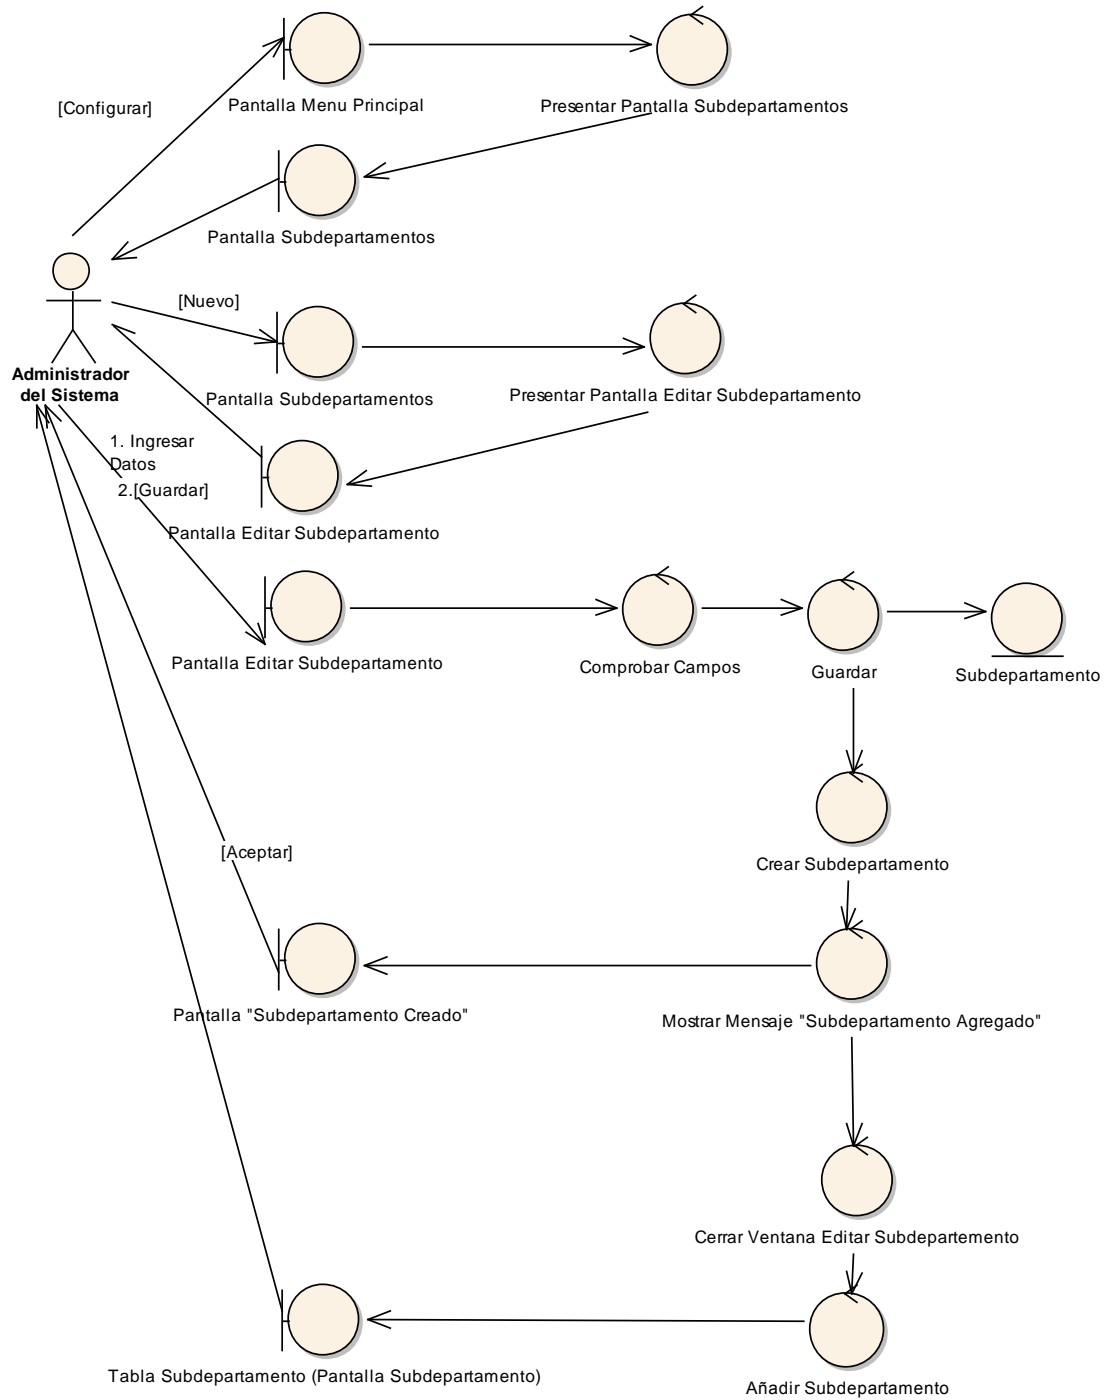 [Configurar]
Pantalla Menu Principal
Presentar Pantalla Subdepartamentos
Pantalla Subdepartamentos
[Nuevo]
Administrador
del Sistema
Pantalla Subdepartamentos
Presentar Pantalla Editar Subdepartamento
1. Ingresar
Datos
2.[Guardar]
Pantalla Editar Subdepartamento
Pantalla Editar Subdepartamento
Comprobar Campos
Guardar
Subdepartamento
[Aceptar]
Crear Subdepartamento
Pantalla "Subdepartamento Creado"
Mostrar Mensaje "Subdepartamento Agregado"
Cerrar Ventana Editar Subdepartemento
Tabla Subdepartamento (Pantalla Subdepartamento)
Añadir Subdepartamento